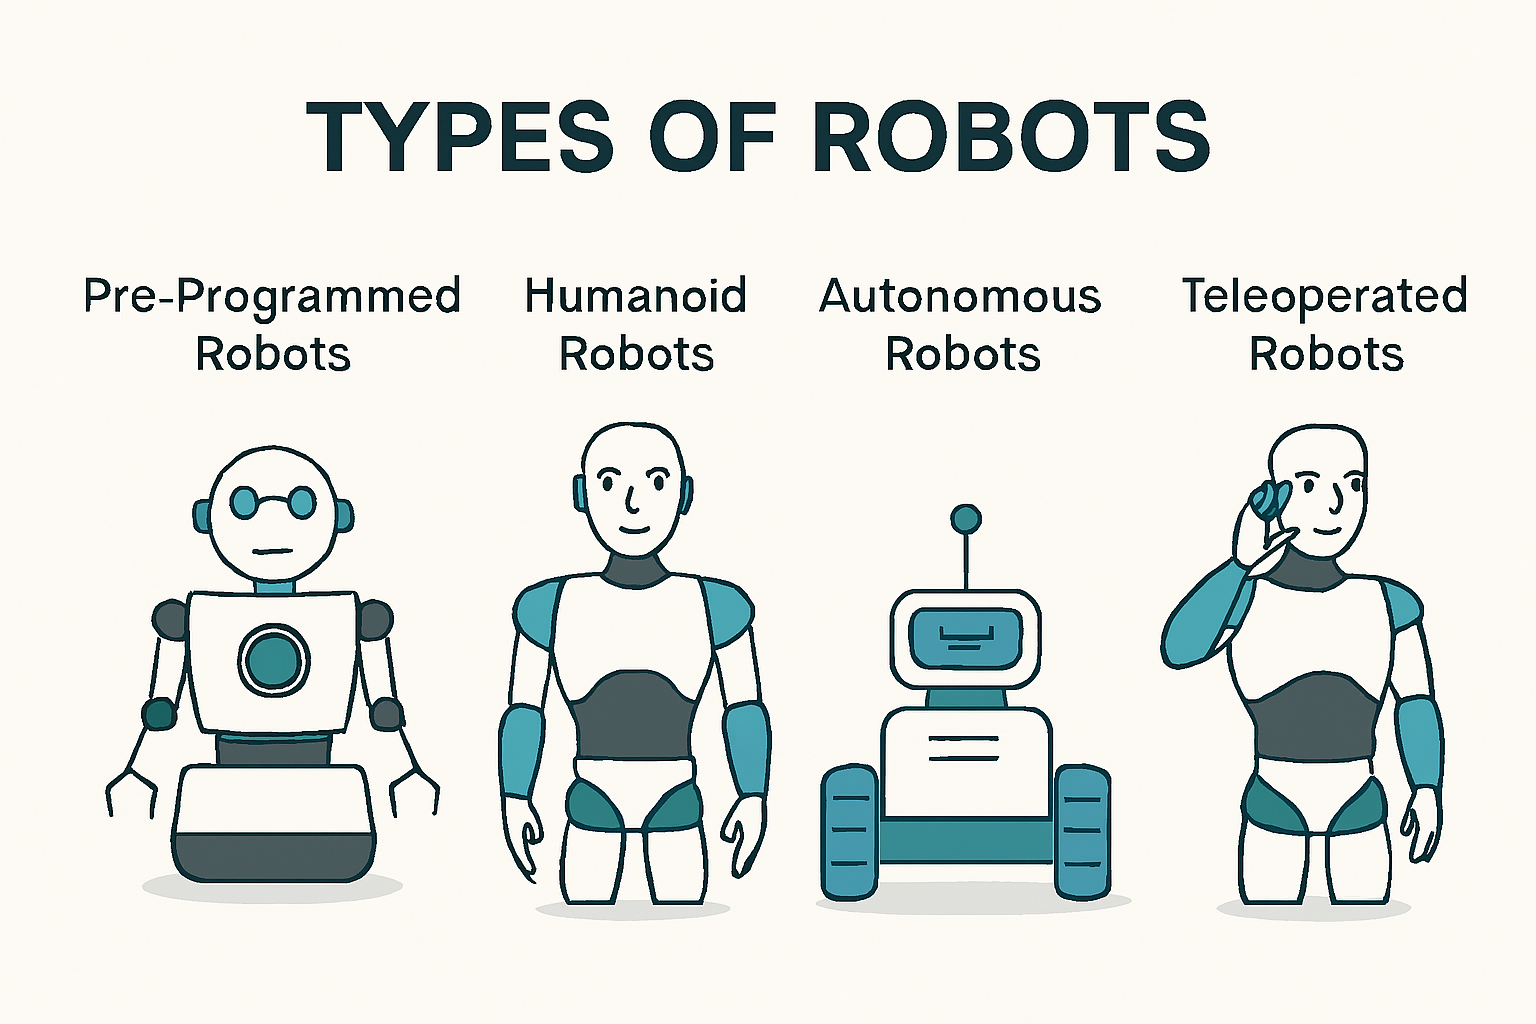 TYPES OF ROBOTS
Pre-Programmed
Robots
Humanoid
Robots
Autonomous
Robots
Teleoperated
Robots